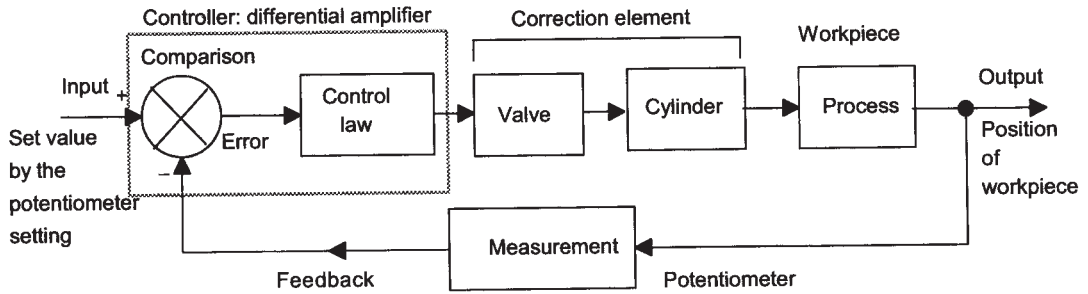 Controller: differential amplifier
Correction element
Workpiece
Comparison
Input
+
Error
Control
law
Valve
Cylinder
Process
Output
Set value
by the
potentiometer
setting
−
Position
of
workpiece
Measurement
Feedback
Potentiometer